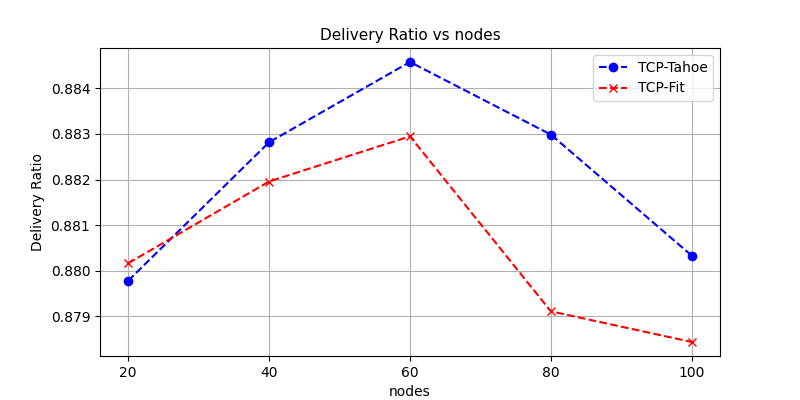 Delivery Ratio vs nodes
TCP-Tahoe
TCP-Fit
Delivery Ratio
0.884
0.883
0.882
0.881
0.880
0.879
20 40 60 80 100
nodes